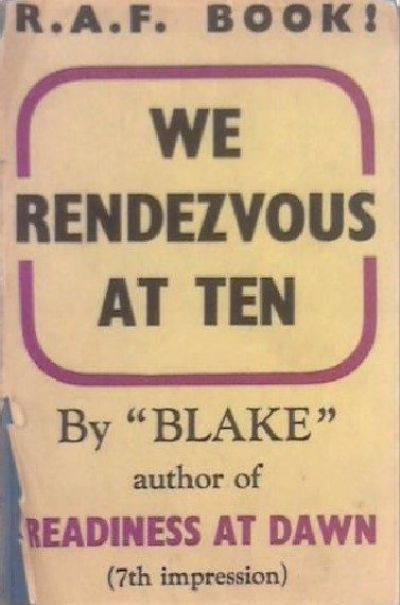 R.A.F. BOOK!
WE
RENDEZVOUS
AT TEN
By “BLAKE”
author of
READINESS AT DAWN
(7th impression)